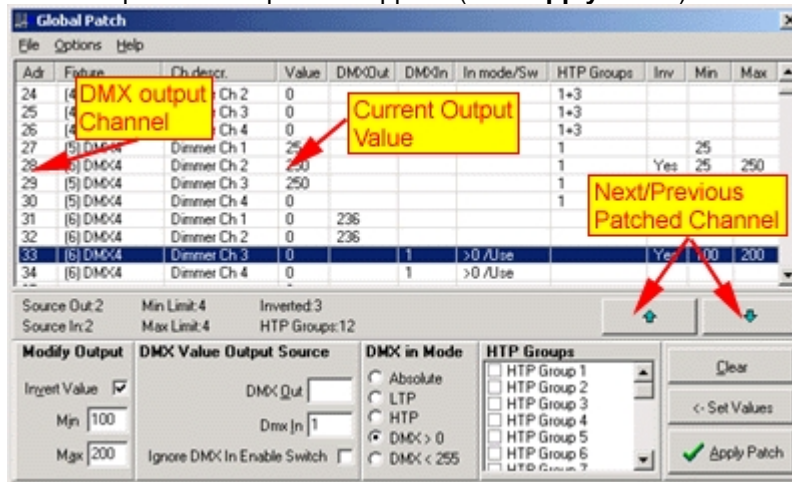 Global Patch
File Options Help
Adr Fixture Ch.descr. Value DMXOut DMXIn In mode/Sw HTP Groups Inv Min Max
24 Ch 2 0 1+3
25 Ch 3 0 1+3
26 Ch 4 0 1+3
27 (5) DMX4 Dimmer Ch 1 25 1 25
28 DMX4 Dimmer Ch 2 250 1 Yes 25 250
29 (5) DMX4 Dimmer Ch 3 250 1
30 (5) DMX4 Dimmer Ch 4 0 1
31 (6) DMX4 Dimmer Ch 1 0 236
32 (6) DMX4 Dimmer Ch 2 0 236
33 (6) DMX4 Dimmer Ch 3 0 1 >0 /Use Yes 100 200
34 (6) DMX4 Dimmer Ch 4 0 1 >0 /Use
DMX output
Channel
Current Output
Value
Next/Previous
Patched Channel
Source Out:2 Min Limit:4 Inverted:3
Source In:2 Max Limit:4 HTP Groups:12
Modify Output
Invert Value
Min 100
Max 200
DMX Value Output Source
DMX Out
Dmx In 1
Ignore DMX In Enable Switch
DMX in Mode
Absolute
LTP
HTP
DMX > 0
DMX < 255
HTP Groups
HTP Group 1
HTP Group 2
HTP Group 3
HTP Group 4
HTP Group 5
HTP Group 6
HTP Group 7
Clear
<- Set Values
Apply Patch